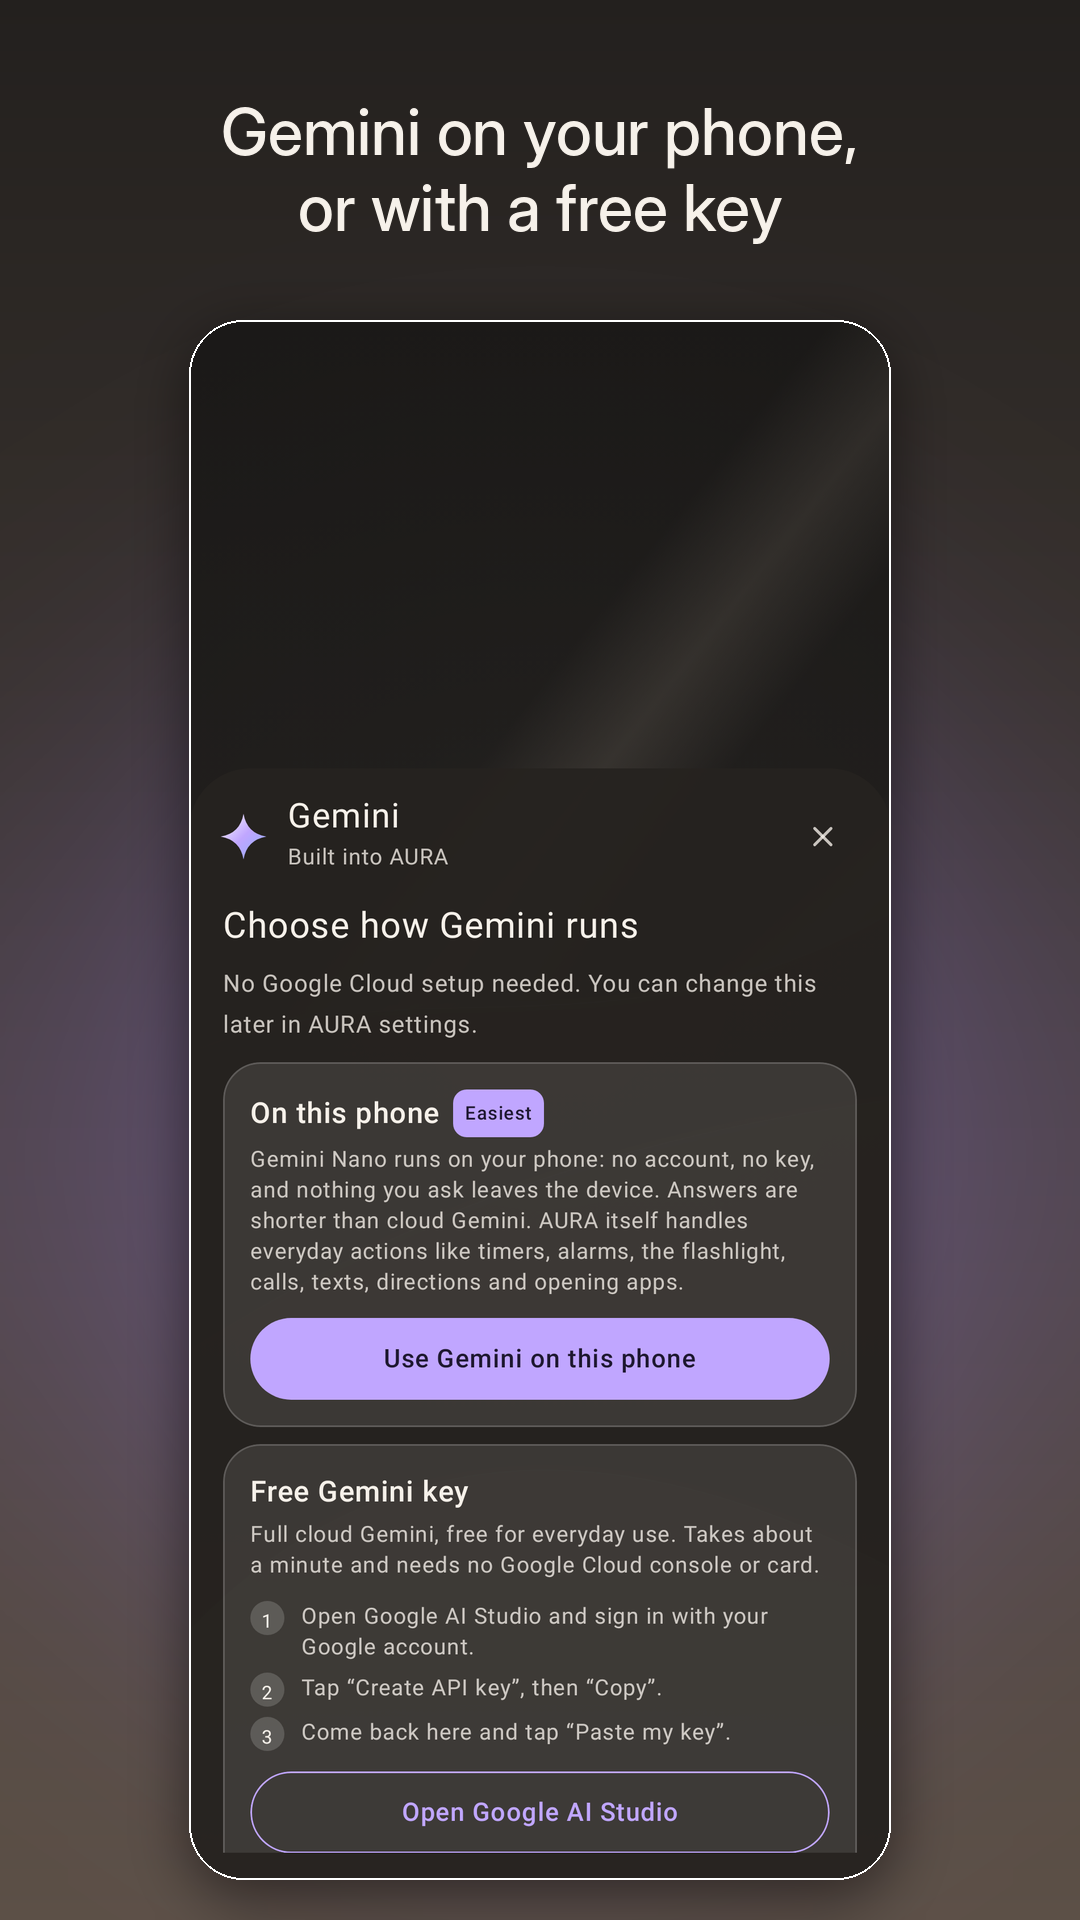 Gemini on your phone,
or with a free key
Gemini
Built into AURA
Choose how Gemini runs
No Google Cloud setup needed. You can change this
later in AURA settings.
On this phone Easiest
Gemini Nano runs on your phone: no account, no key,
and nothing you ask leaves the device. Answers are
shorter than cloud Gemini. AURA itself handles
everyday actions like timers, alarms, the flashlight,
calls, texts, directions and opening apps.
Use Gemini on this phone
Free Gemini key
Full cloud Gemini, free for everyday use. Takes about
a minute and needs no Google Cloud console or card.
1 Open Google AI Studio and sign in with your
Google account.
2 Tap “Create API key”, then “Copy”.
3 Come back here and tap “Paste my key”.
Open Google AI Studio